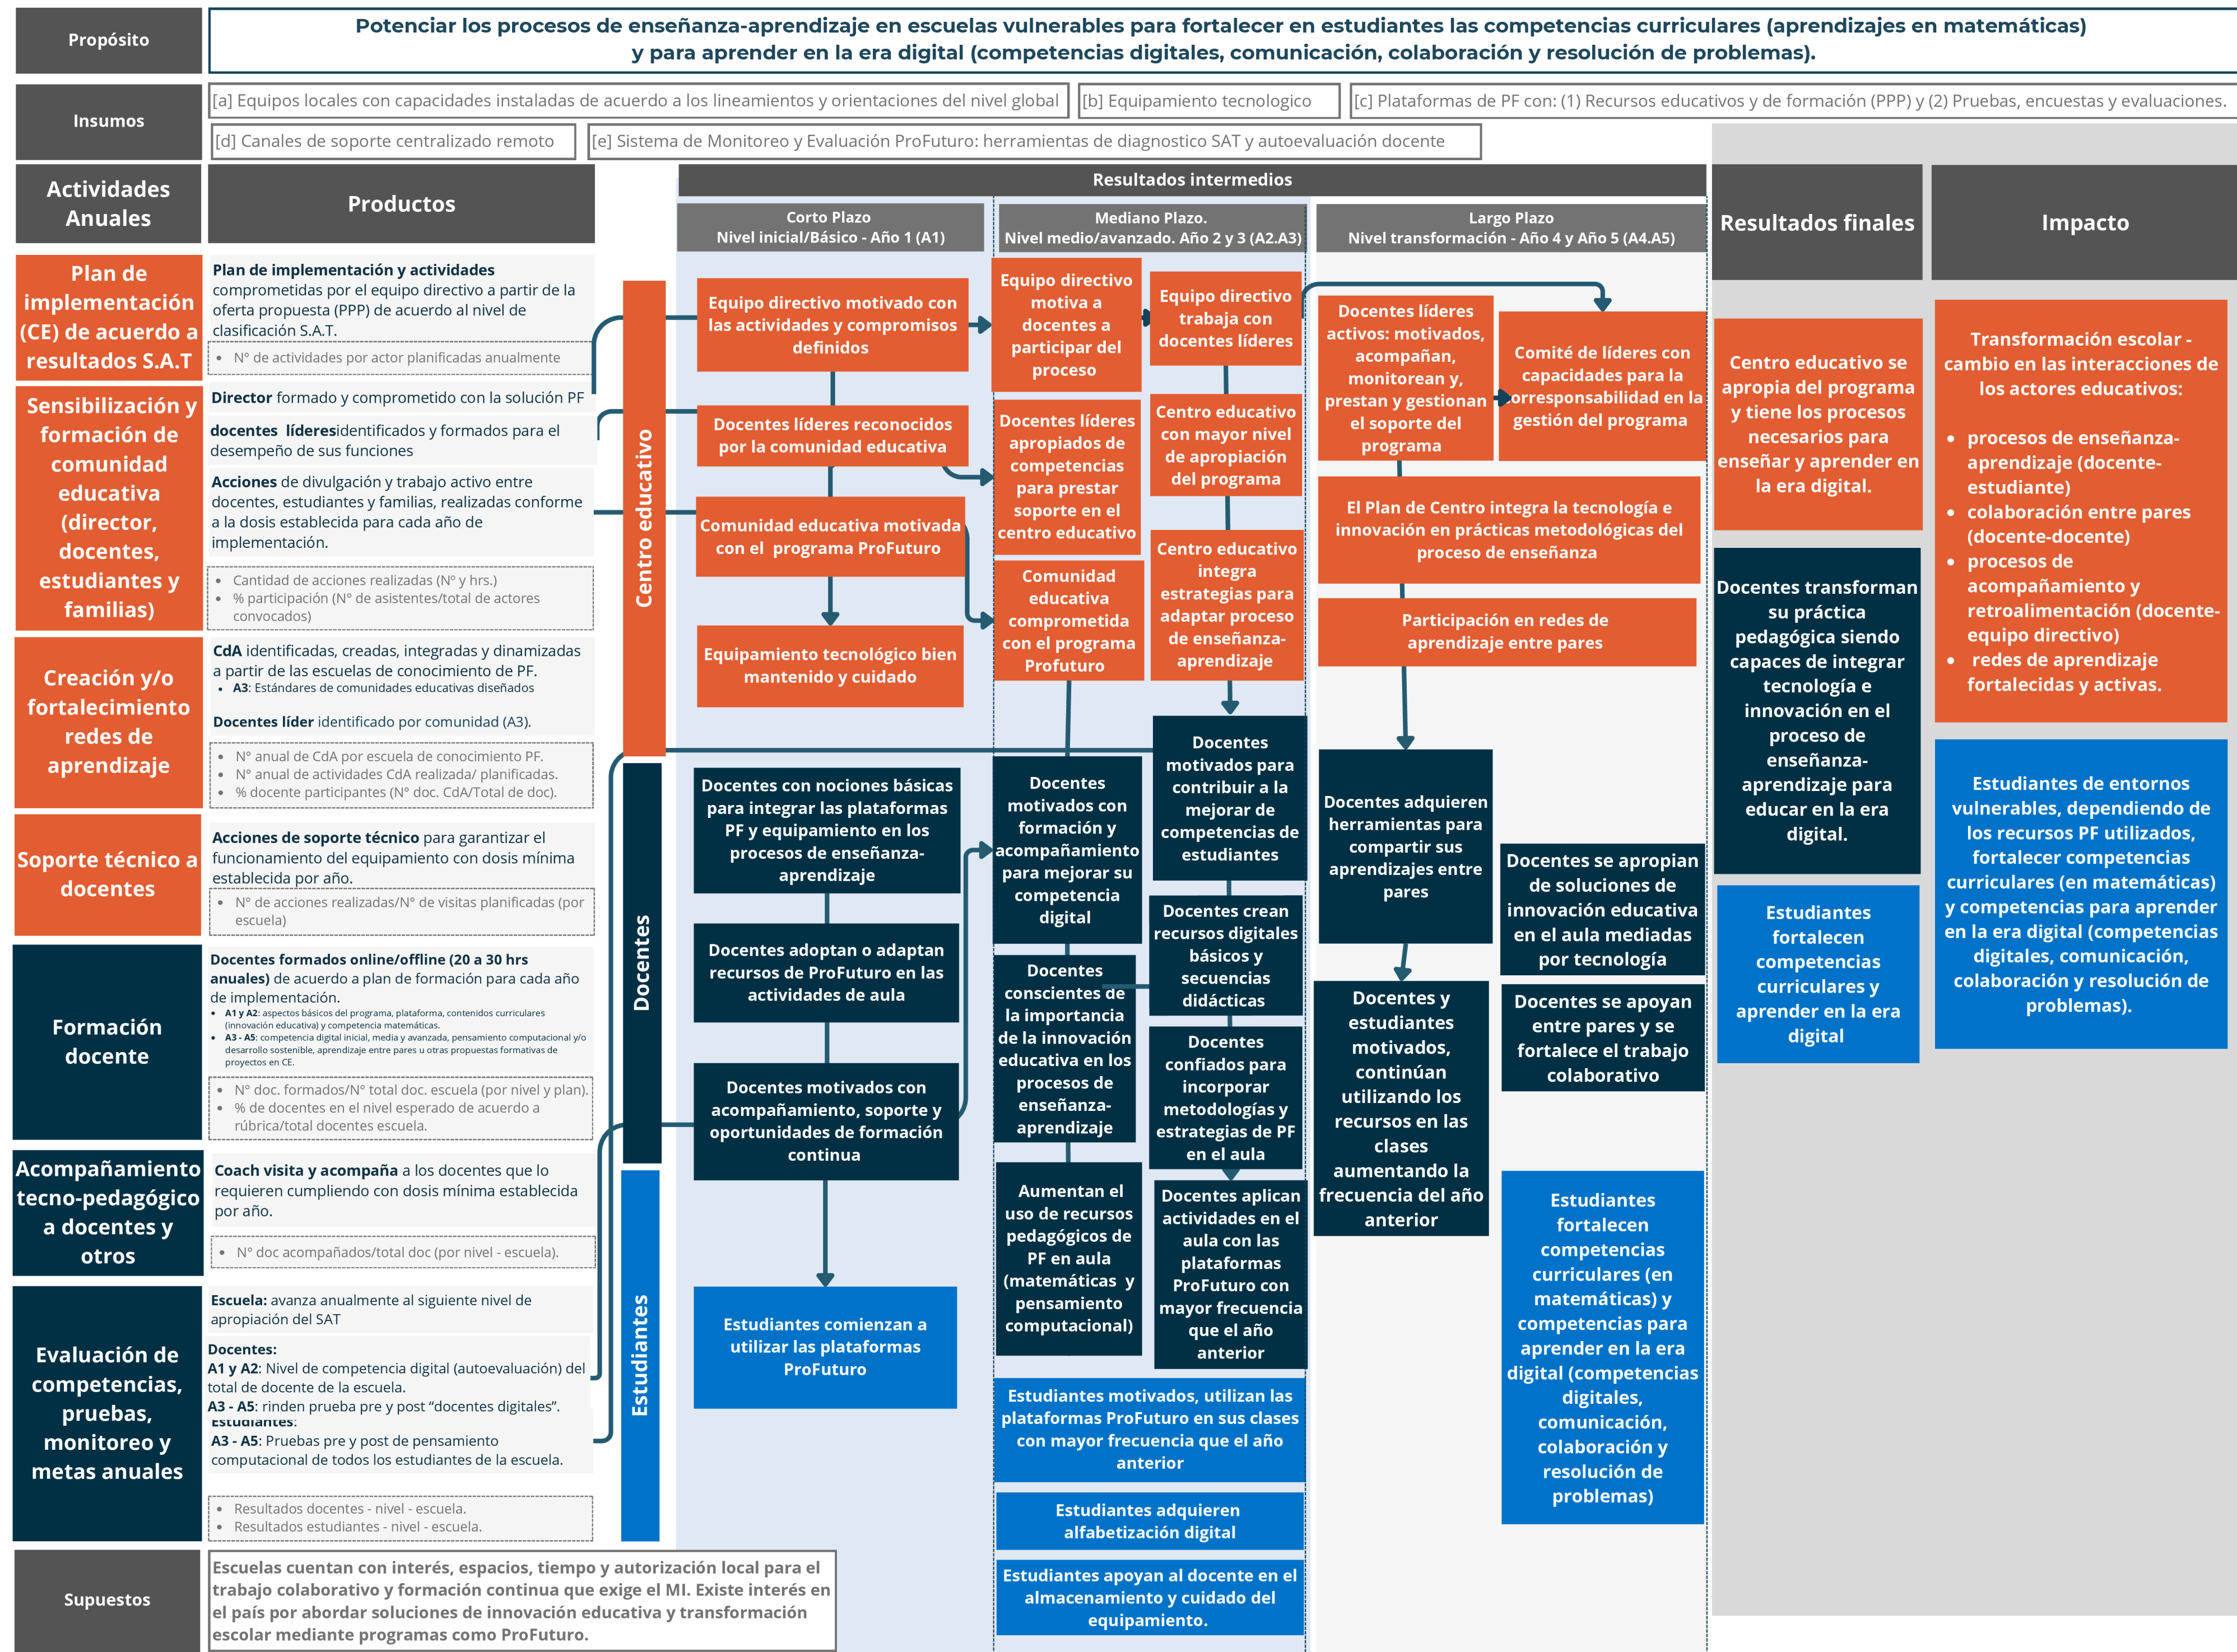 Propósito
Potenciar los procesos de enseñanza-aprendizaje en escuelas vulnerables para fortalecer en estudiantes las competencias curriculares (aprendizajes en matemáticas)
y para aprender en la era digital (competencias digitales, comunicación, colaboración y resolución de problemas).
Insumos
[a] Equipos locales con capacidades instaladas de acuerdo a los lineamientos y orientaciones del nivel global
[b] Equipamiento tecnologico
[c] Plataformas de PF con: (1) Recursos educativos y de formación (PPP) y (2) Pruebas, encuestas y evaluaciones.
[d] Canales de soporte centralizado remoto
[e] Sistema de Monitoreo y Evaluación ProFuturo: herramientas de diagnostico SAT y autoevaluación docente
Actividades
Anuales
Productos
Resultados intermedios
Corto Plazo
Nivel inicial/Básico - Año 1 (A1)
Mediano Plazo.
Nivel medio/avanzado. Año 2 y 3 (A2.A3)
Largo Plazo
Nivel transformación - Año 4 y Año 5 (A4.A5)
Resultados finales
Impacto
Plan de
implementación
(CE) de acuerdo a
resultados S.A.T
Plan de implementación y actividades
comprometidas por el equipo directivo a partir de la
oferta propuesta (PPP) de acuerdo al nivel de
clasificación S.A.T.
• N° de actividades por actor planificadas anualmente
Sensibilización y
formación de
comunidad
educativa
(director,
docentes,
estudiantes y
familias)
Director formado y comprometido con la solución PF
docentes líderesidentificados y formados para el
desempeño de sus funciones
Acciones de divulgación y trabajo activo entre
docentes, estudiantes y familias, realizadas conforme
a la dosis establecida para cada año de
implementación.
• Cantidad de acciones realizadas (Nº y hrs.)
• % participación (N° de asistentes/total de actores
convocados)
Creación y/o
fortalecimiento
redes de
aprendizaje
CdA identificadas, creadas, integradas y dinamizadas
a partir de las escuelas de conocimiento de PF.
• A3: Estándares de comunidades educativas diseñados
Docentes líder identificado por comunidad (A3).
• N° anual de CdA por escuela de conocimiento PF.
• N° anual de actividades CdA realizada/ planificadas.
• % docente participantes (N° doc. CdA/Total de doc).
Soporte técnico a
docentes
Acciones de soporte técnico para garantizar el
funcionamiento del equipamiento con dosis mínima
establecida por año.
• N° de acciones realizadas/N° de visitas planificadas (por
escuela)
Formación
docente
Docentes formados online/offline (20 a 30 hrs
anuales) de acuerdo a plan de formación para cada año
de implementación.
• A1 y A2: aspectos básicos del programa, plataforma, contenidos curriculares
(innovación educativa) y competencia matemáticas.
• A3 - A5: competencia digital inicial, media y avanzada, pensamiento computacional y/o
desarrollo sostenible, aprendizaje entre pares u otras propuestas formativas de
proyectos en CE.
• N° doc. formados/N° total doc. escuela (por nivel y plan).
• % de docentes en el nivel esperado de acuerdo a
rúbrica/total docentes escuela.
Acompañamiento
tecno-pedagógico
a docentes y
otros
Coach visita y acompaña a los docentes que lo
requieren cumpliendo con dosis mínima establecida
por año.
• N° doc acompañados/total doc (por nivel - escuela).
Evaluación de
competencias,
pruebas,
monitoreo y
metas anuales
Escuela: avanza anualmente al siguiente nivel de
apropiación del SAT
Docentes:
A1 y A2: Nivel de competencia digital (autoevaluación) del
total de docente de la escuela.
A3 - A5: rinden prueba pre y post “docentes digitales”.
Estudiantes:
A3 - A5: Pruebas pre y post de pensamiento
computacional de todos los estudiantes de la escuela.
• Resultados docentes - nivel - escuela.
• Resultados estudiantes - nivel - escuela.
Supuestos
Escuelas cuentan con interés, espacios, tiempo y autorización local para el
trabajo colaborativo y formación continua que exige el MI. Existe interés en
el país por abordar soluciones de innovación educativa y transformación
escolar mediante programas como ProFuturo.
Centro educativo
Docentes
Estudiantes
Equipo directivo motivado con
las actividades y compromisos
definidos
Docentes líderes reconocidos
por la comunidad educativa
Comunidad educativa motivada
con el programa ProFuturo
Equipamiento tecnológico bien
mantenido y cuidado
Docentes con nociones básicas
para integrar las plataformas
PF y equipamiento en los
procesos de enseñanza-
aprendizaje
Docentes adoptan o adaptan
recursos de ProFuturo en las
actividades de aula
Docentes motivados con
acompañamiento, soporte y
oportunidades de formación
continua
Estudiantes comienzan a
utilizar las plataformas
ProFuturo
Equipo directivo
motiva a
docentes a
participar del
proceso
Docentes líderes
apropiados de
competencias
para prestar
soporte en el
centro educativo
Comunidad
educativa
comprometida
con el programa
Profuturo
Equipo directivo
trabaja con
docentes líderes
Centro educativo
con mayor nivel
de apropiación
del programa
Centro educativo
integra
estrategias para
adaptar proceso
de enseñanza-
aprendizaje
Docentes
motivados con
formación y
acompañamiento
para mejorar su
competencia
digital
Docentes
conscientes de
la importancia
de la innovación
educativa en los
procesos de
enseñanza-
aprendizaje
Aumentan el
uso de recursos
pedagógicos de
PF en aula
(matemáticas y
pensamiento
computacional)
Docentes
motivados para
contribuir a la
mejorar de
competencias de
estudiantes
Docentes crean
recursos digitales
básicos y
secuencias
didácticas
Docentes
confiados para
incorporar
metodologías y
estrategias de PF
en el aula
Docentes aplican
actividades en el
aula con las
plataformas
ProFuturo con
mayor frecuencia
que el año
anterior
Estudiantes motivados, utilizan las
plataformas ProFuturo en sus clases
con mayor frecuencia que el año
anterior
Estudiantes adquieren
alfabetización digital
Estudiantes apoyan al docente en el
almacenamiento y cuidado del
equipamiento.
Docentes líderes
activos: motivados,
acompañan,
monitorean y,
prestan y gestionan
el soporte del
programa
Comité de líderes con
capacidades para la
corresponsabilidad en la
gestión del programa
El Plan de Centro integra la tecnología e
innovación en prácticas metodológicas del
proceso de enseñanza
Participación en redes de
aprendizaje entre pares
Docentes adquieren
herramientas para
compartir sus
aprendizajes entre
pares
Docentes y
estudiantes
motivados,
continúan
utilizando los
recursos en las
clases
aumentando la
frecuencia del año
anterior
Docentes se apropian
de soluciones de
innovación educativa
en el aula mediadas
por tecnología
Docentes se apoyan
entre pares y se
fortalece el trabajo
colaborativo
Estudiantes
fortalecen
competencias
curriculares (en
matemáticas) y
competencias para
aprender en la era
digital (competencias
digitales,
comunicación,
colaboración y
resolución de
problemas)
Centro educativo se
apropia del programa
y tiene los procesos
necesarios para
enseñar y aprender en
la era digital.
Docentes transforman
su práctica
pedagógica siendo
capaces de integrar
tecnología e
innovación en el
proceso de
enseñanza-
aprendizaje para
educar en la era
digital.
Estudiantes
fortalecen
competencias
curriculares y
aprender en la era
digital
Transformación escolar -
cambio en las interacciones de
los actores educativos:
• procesos de enseñanza-
aprendizaje (docente-
estudiante)
• colaboración entre pares
(docente-docente)
• procesos de
acompañamiento y
retroalimentación (docente-
equipo directivo)
• redes de aprendizaje
fortalecidas y activas.
Estudiantes de entornos
vulnerables, dependiendo de
los recursos PF utilizados,
fortalecer competencias
curriculares (en matemáticas)
y competencias para aprender
en la era digital (competencias
digitales, comunicación,
colaboración y resolución de
problemas).